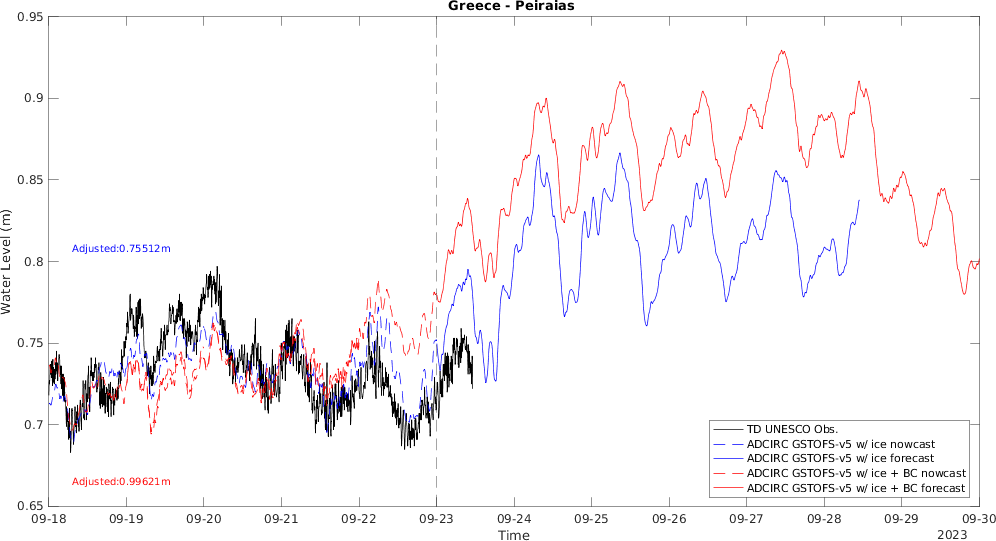 Greece - Peiraias
0.95
0.9
0.85
0.8
0.75
0.7
0.65
Water Level (m)
Adjusted:0.75512m
Adjusted:0.99621m
TD UNESCO Obs.
ADCIRC GSTOFS-v5 w/ ice nowcast
ADCIRC GSTOFS-v5 w/ ice forecast
ADCIRC GSTOFS-v5 w/ ice + BC nowcast
ADCIRC GSTOFS-v5 w/ ice + BC forecast
09-18 09-19 09-20 09-21 09-22 09-23 09-24 09-25 09-26 09-27 09-28 09-29 09-30
Time
2023